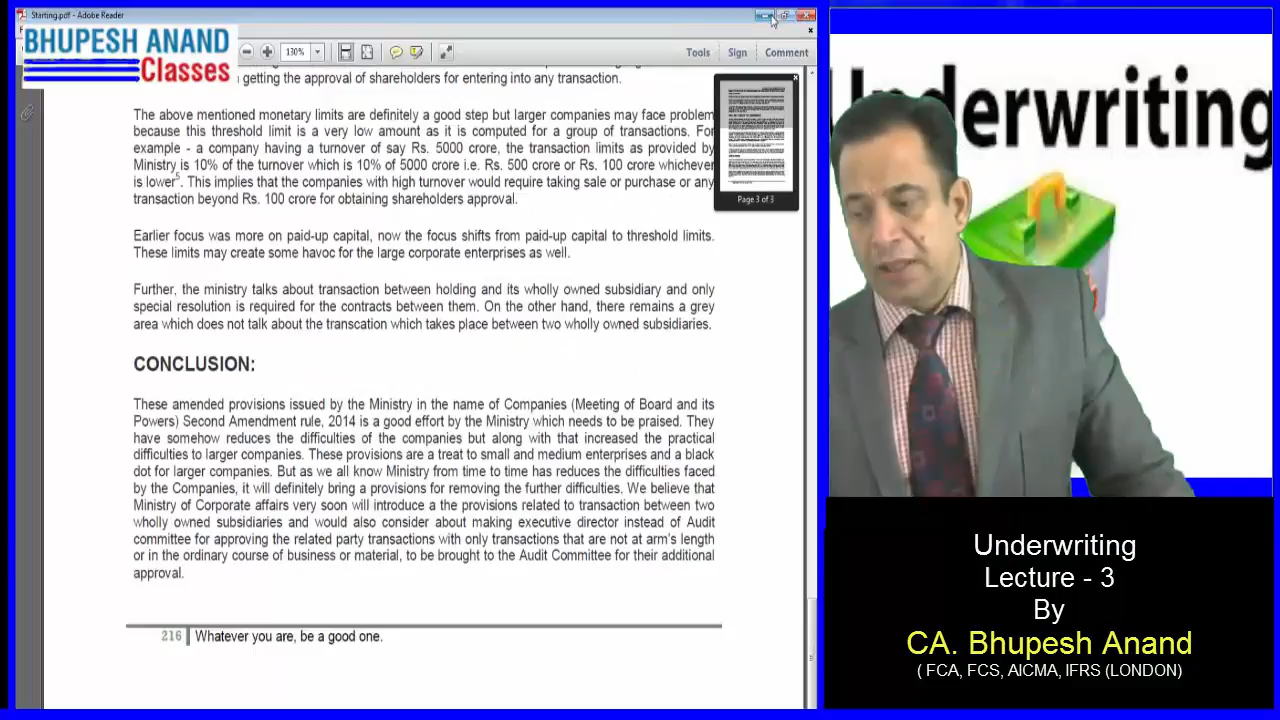 Starting.pdf - Adobe Reader
BHUPESH ANAND
Classes
130%
Tools
Sign
Comment
getting the approval of shareholders for entering into any transaction.
The above mentioned monetary limits are definitely a good step but larger companies may face problem
because this threshold limit is a very low amount as it is computed for a group of transactions. For
example - a company having a turnover of say Rs. 5000 crore, the transaction limits as provided by
Ministry is 10% of the turnover which is 10% of 5000 crore i.e. Rs. 500 crore or Rs. 100 crore whichever
is lower⁵. This implies that the companies with high turnover would require taking sale or purchase or any
transaction beyond Rs. 100 crore for obtaining shareholders approval.
Earlier focus was more on paid-up capital, now the focus shifts from paid-up capital to threshold limits.
These limits may create some havoc for the large corporate enterprises as well.
Further, the ministry talks about transaction between holding and its wholly owned subsidiary and only
special resolution is required for the contracts between them. On the other hand, there remains a grey
area which does not talk about the transcation which takes place between two wholly owned subsidiaries.
CONCLUSION:
These amended provisions issued by the Ministry in the name of Companies (Meeting of Board and its
Powers) Second Amendment rule, 2014 is a good effort by the Ministry which needs to be praised. They
have somehow reduces the difficulties of the companies but along with that increased the practical
difficulties to larger companies. These provisions are a treat to small and medium enterprises and a black
dot for larger companies. But as we all know Ministry from time to time has reduces the difficulties faced
by the Companies, it will definitely bring a provisions for removing the further difficulties. We believe that
Ministry of Corporate affairs very soon will introduce a the provisions related to transaction between two
wholly owned subsidiaries and would also consider about making executive director instead of Audit
committee for approving the related party transactions with only transactions that are not at arm's length
or in the ordinary course of business or material, to be brought to the Audit Committee for their additional
approval.
216 Whatever you are, be a good one.
Page 3 of 3
Underwriting
Underwriting
Lecture - 3
By
CA. Bhupesh Anand
( FCA, FCS, AICMA, IFRS (LONDON)